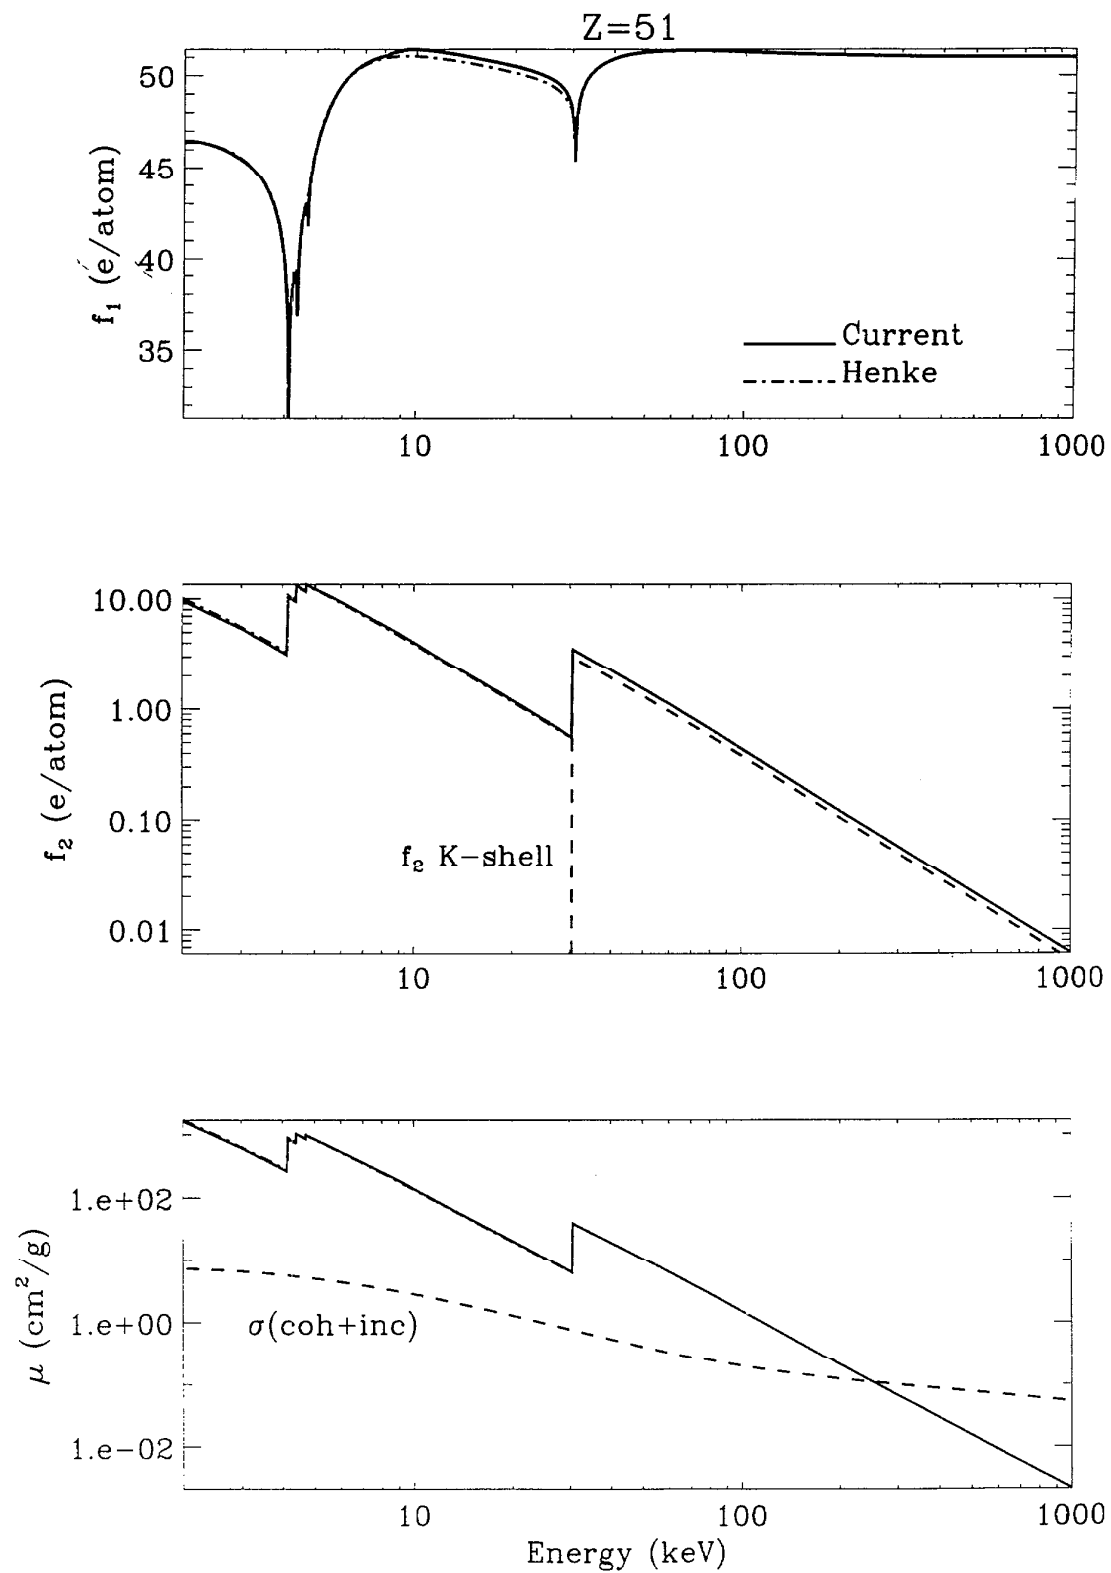 Z=51
50
45
40
35
f₁ (e/atom)
Current
Henke
10 100 1000
10.00
1.00
0.10
0.01
f₂ (e/atom)
f₂ K-shell
10 100 1000
1.e+02
1.e+00
1.e-02
μ (cm²/g)
σ(coh+inc)
10 100 1000
Energy (keV)